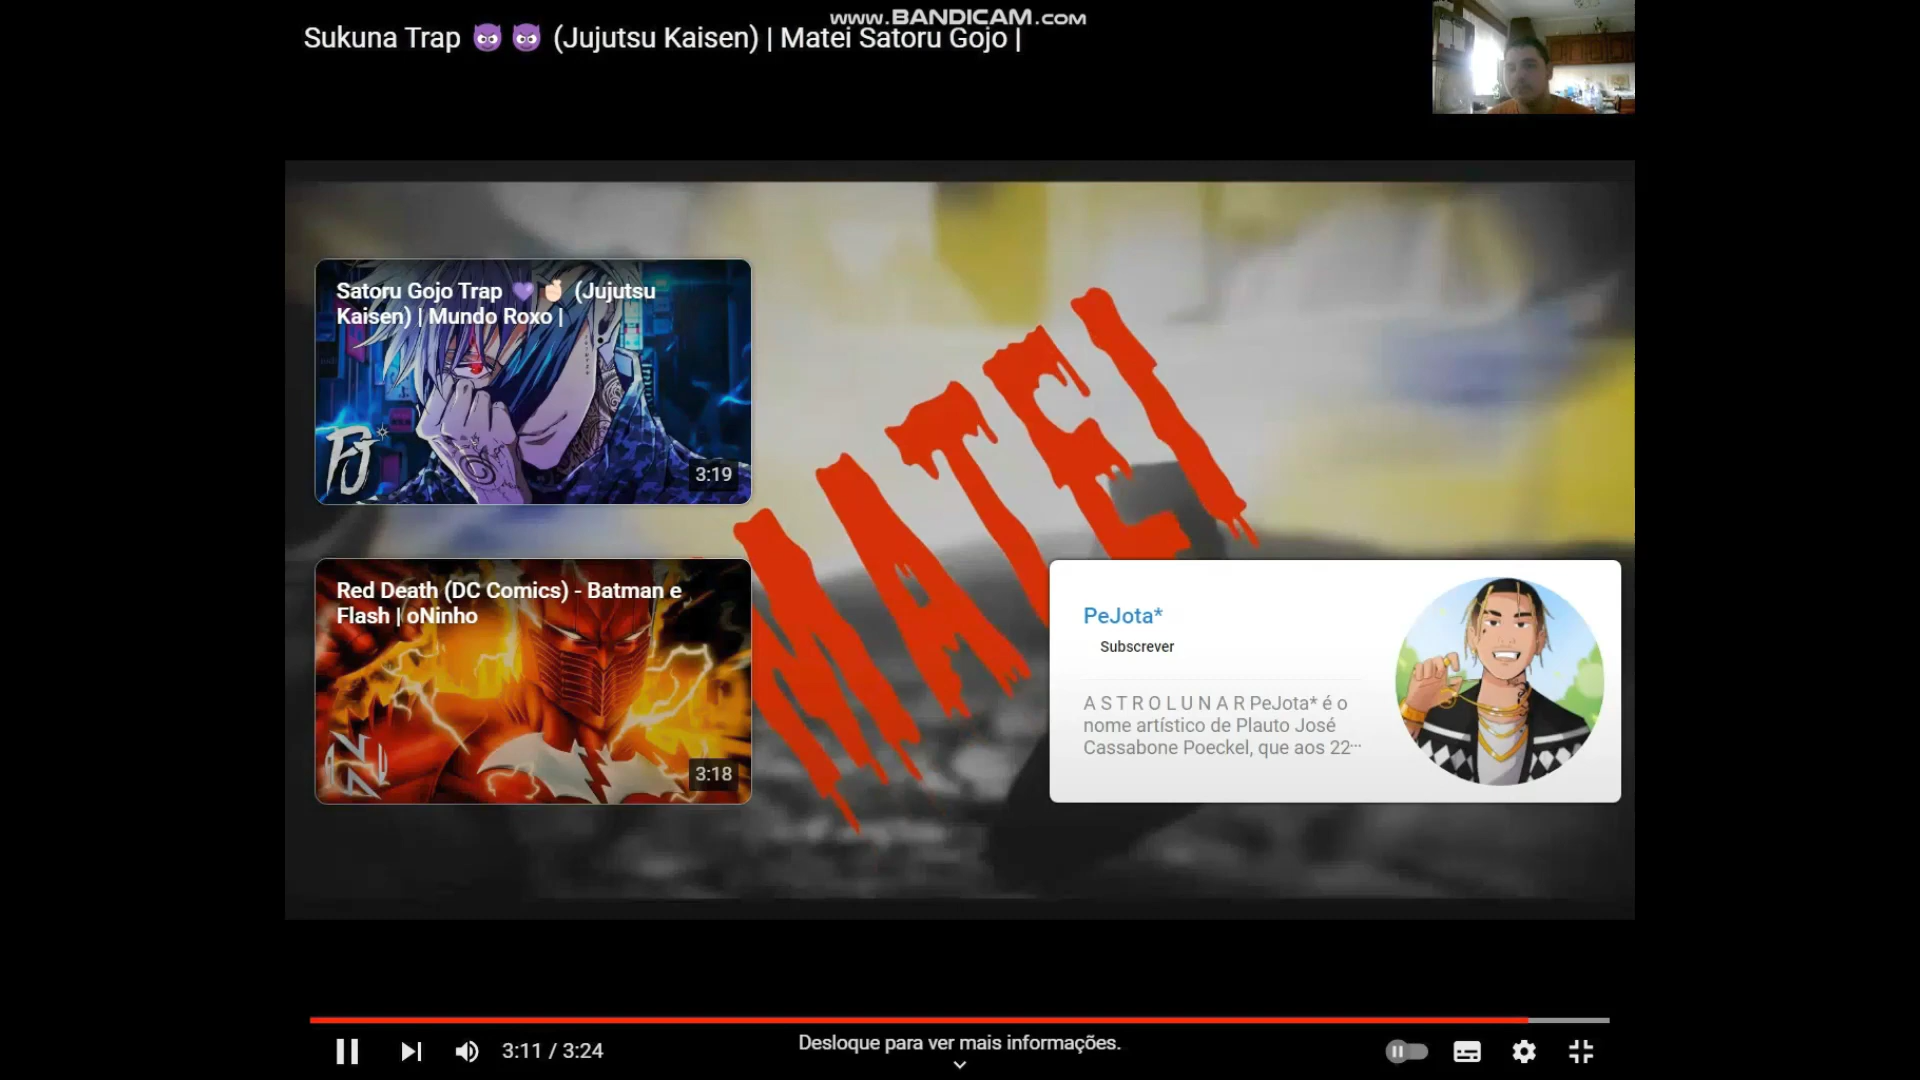 www.BANDICAM.com
Sukuna Trap 😈 😈 (Jujutsu Kaisen) | Matei Satoru Gojo |
Satoru Gojo Trap 💜 🤞🏻 (Jujutsu
Kaisen) | Mundo Roxo |
PJ
3:19
MATEI
Red Death (DC Comics) - Batman e
Flash | oNinho
3:18
PeJota*
Subscrever
A S T R O L U N A R PeJota* é o
nome artístico de Plauto José
Cassabone Poeckel, que aos 22...
3:11 / 3:24
Desloque para ver mais informações.